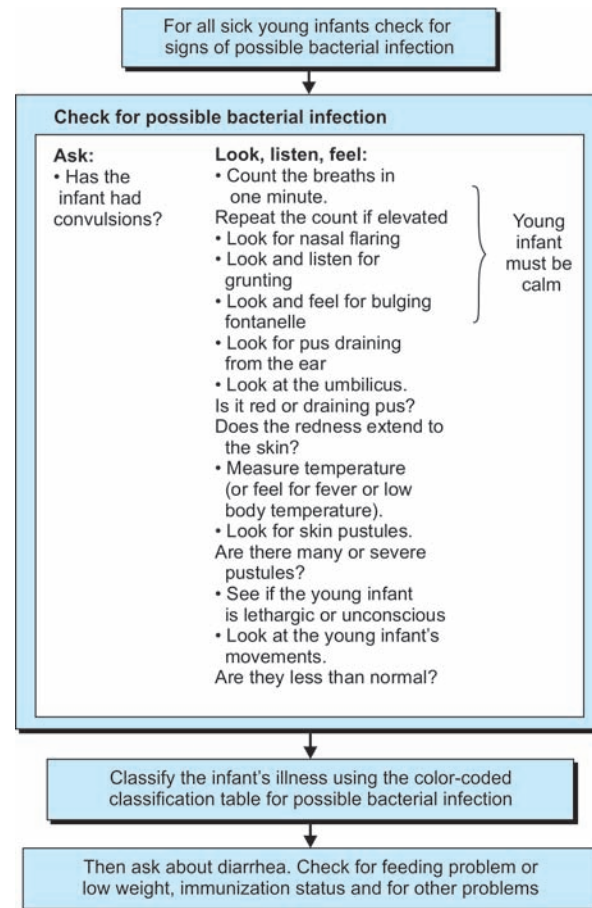 For all sick young infants check for
signs of possible bacterial infection
Check for possible bacterial infection
Ask:
• Has the
infant had
convulsions?
Look, listen, feel:
• Count the breaths in
one minute.
Repeat the count if elevated
• Look for nasal flaring
• Look and listen for
grunting
• Look and feel for bulging
fontanelle
• Look for pus draining
from the ear
• Look at the umbilicus.
Is it red or draining pus?
Does the redness extend to
the skin?
• Measure temperature
(or feel for fever or low
body temperature).
• Look for skin pustules.
Are there many or severe
pustules?
• See if the young infant
is lethargic or unconscious
• Look at the young infant’s
movements.
Are they less than normal?
Young
infant
must be
calm
Classify the infant’s illness using the color-coded
classification table for possible bacterial infection
Then ask about diarrhea. Check for feeding problem or
low weight, immunization status and for other problems